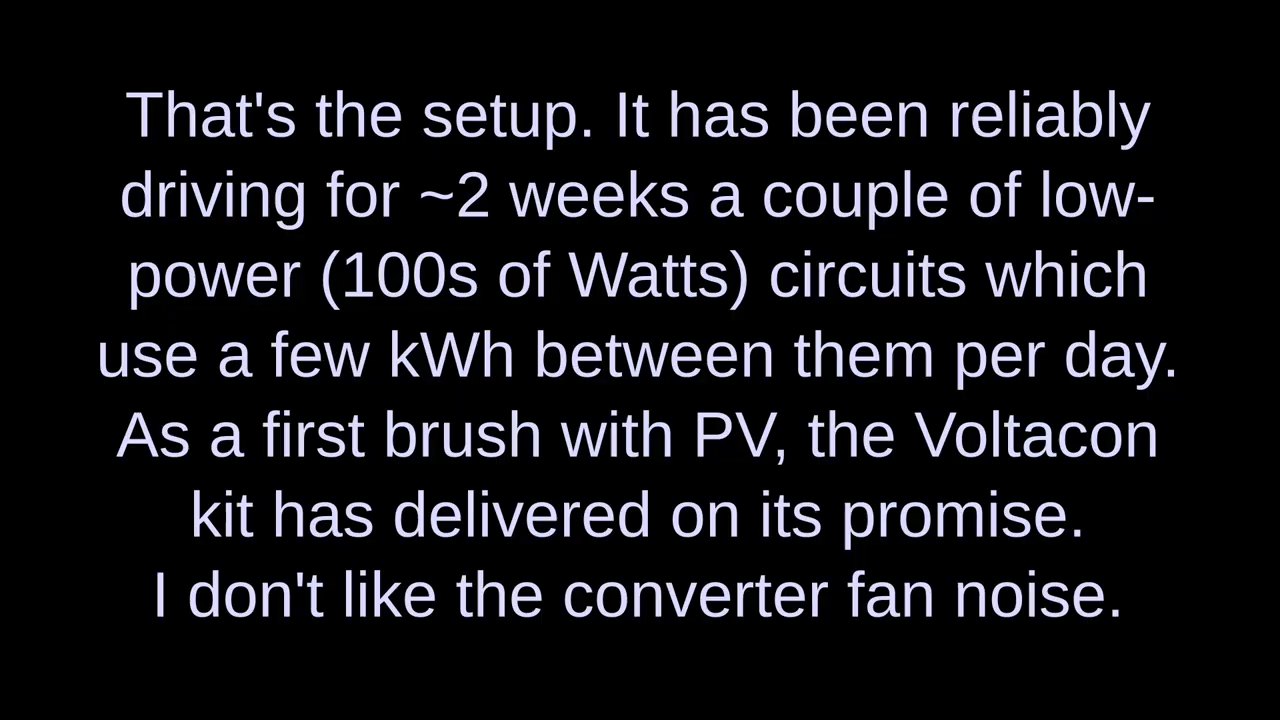 That's the setup. It has been reliably
driving for ~2 weeks a couple of low-
power (100s of Watts) circuits which
use a few kWh between them per day.
As a first brush with PV, the Voltacon
kit has delivered on its promise.
I don't like the converter fan noise.